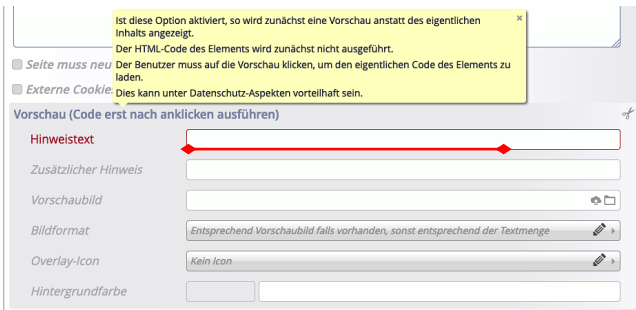 Ist diese Option aktiviert, so wird zunächst eine Vorschau anstatt des eigentlichen
Inhalts angezeigt.
Der HTML-Code des Elements wird zunächst nicht ausgeführt.
Der Benutzer muss auf die Vorschau klicken, um den eigentlichen Code des Elements zu
laden.
Dies kann unter Datenschutz-Aspekten vorteilhaft sein.
Seite muss neu
Externe Cookie
Vorschau (Code erst nach anklicken ausführen)
Hinweistext
Zusätzlicher Hinweis
Vorschaubild
Bildformat
Entsprechend Vorschaubild falls vorhanden, sonst entsprechend der Textmenge
Overlay-Icon
Kein Icon
Hintergrundfarbe